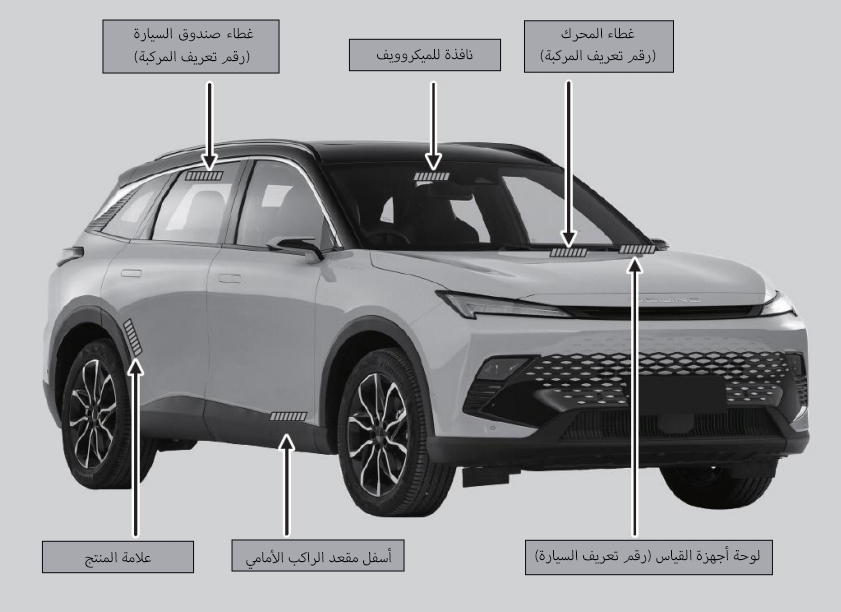 غطاء صندوق السيارة
(رقم تعريف المركبة)
نافذة للميكروويف
غطاء المحرك
(رقم تعريف المركبة)
علامة المنتج
أسفل مقعد الراكب الأمامي
لوحة أجهزة القياس (رقم تعريف السيارة)